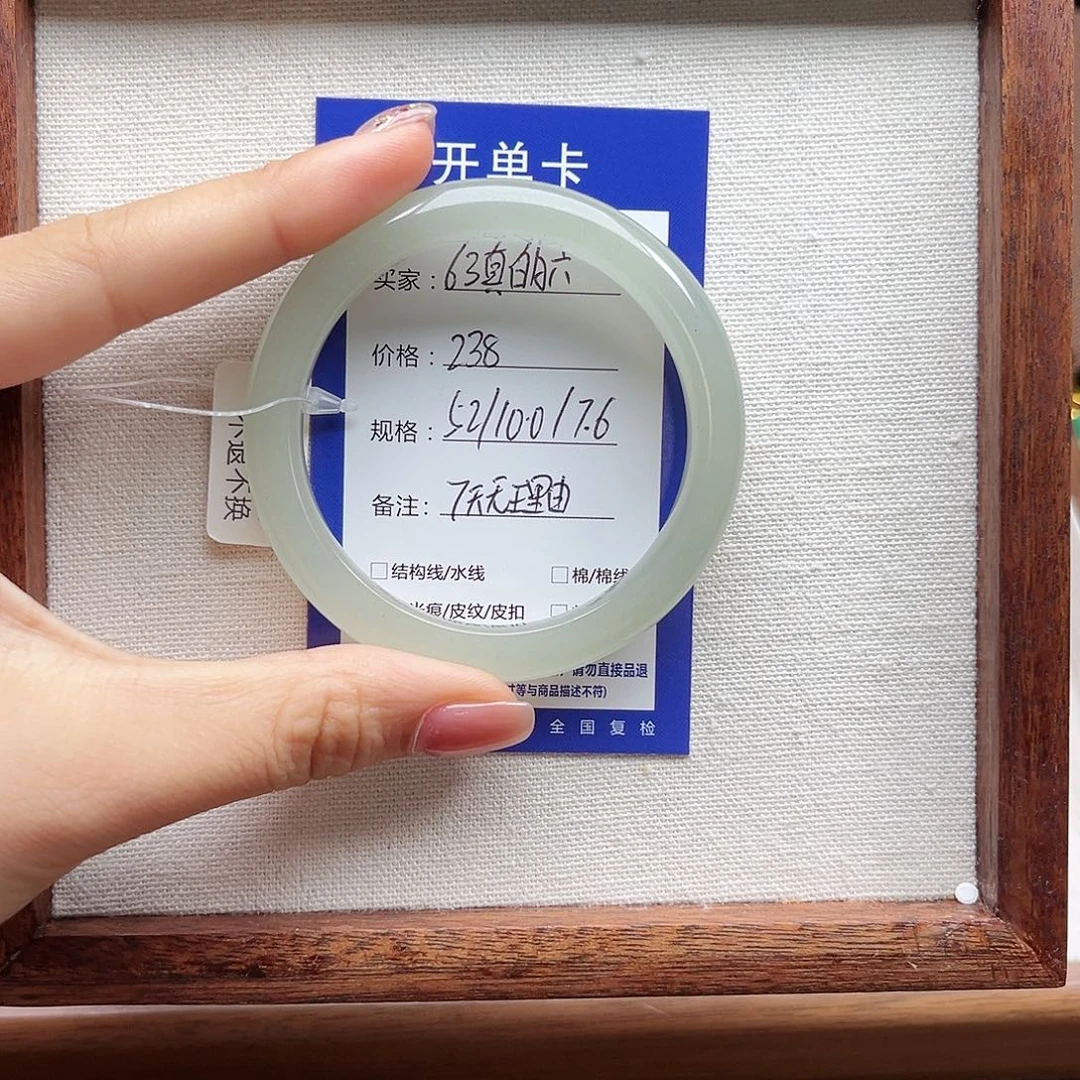 开单卡
买家：63真的六
价格：238
规格：52/10.0/7.6
备注：7天无理由
□结构线/水线
□棉/棉线
痕/皮纹/皮扣
请勿直接品退
寸等与商品描述不符)
全国复检
不退不换